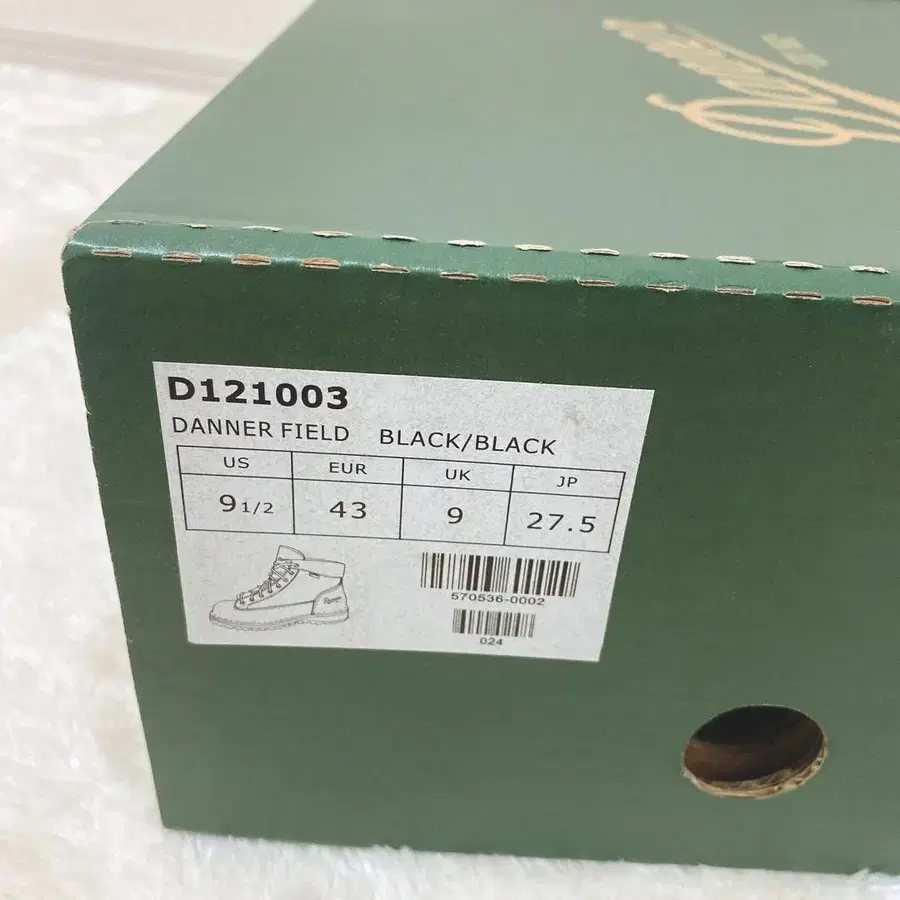 D121003
DANNER FIELD BLACK/BLACK
US EUR UK JP
9 1/2 43 9 27.5
570536-0002
024